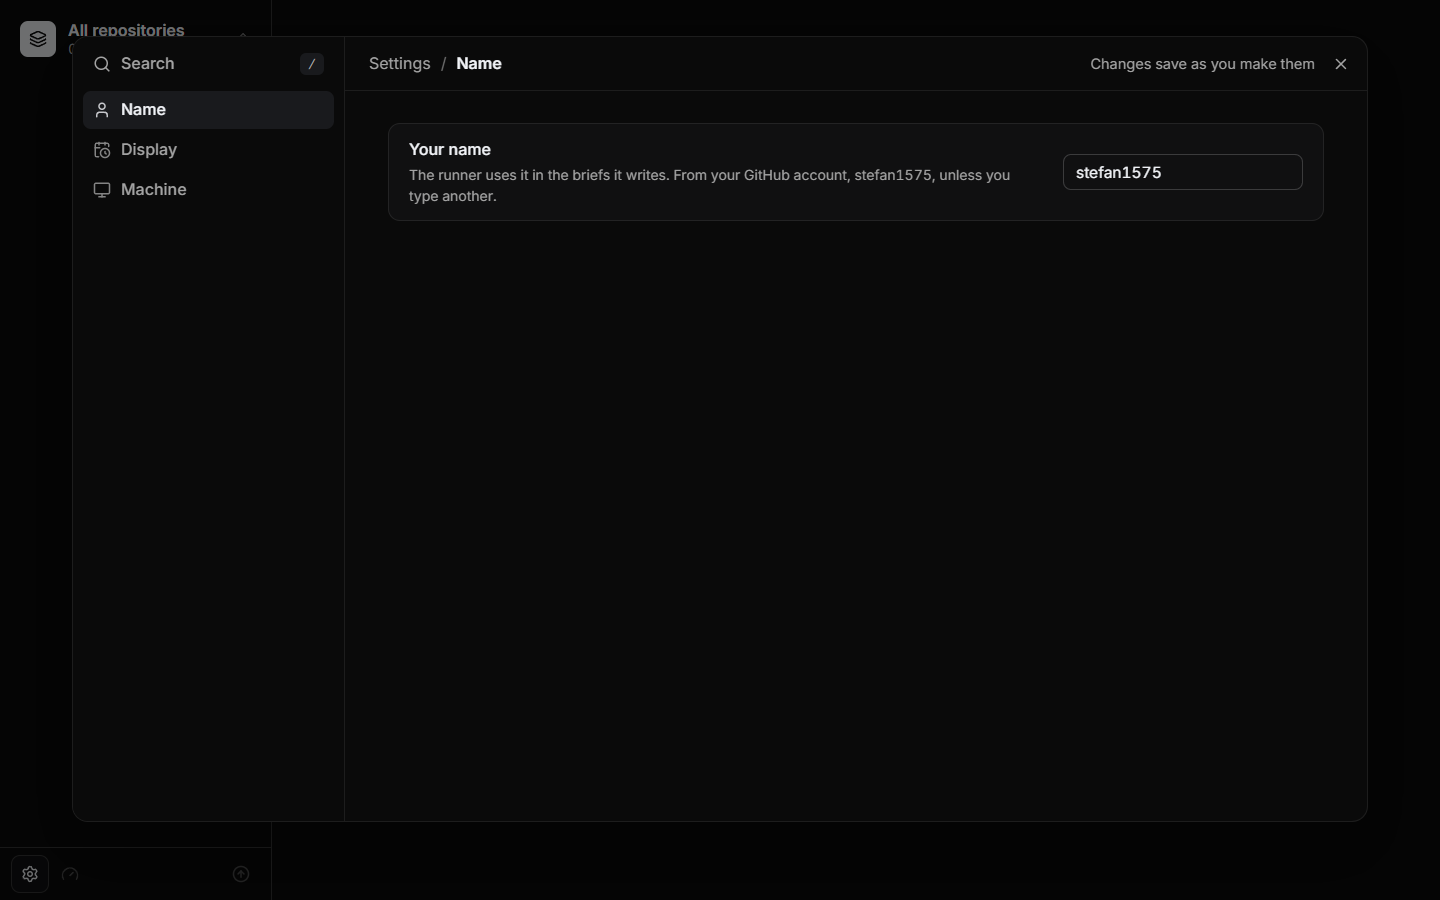 All repositories
Search /
Name
Display
Machine
Settings / Name
Changes save as you make them
Your name
The runner uses it in the briefs it writes. From your GitHub account, stefan1575, unless you
type another.
stefan1575